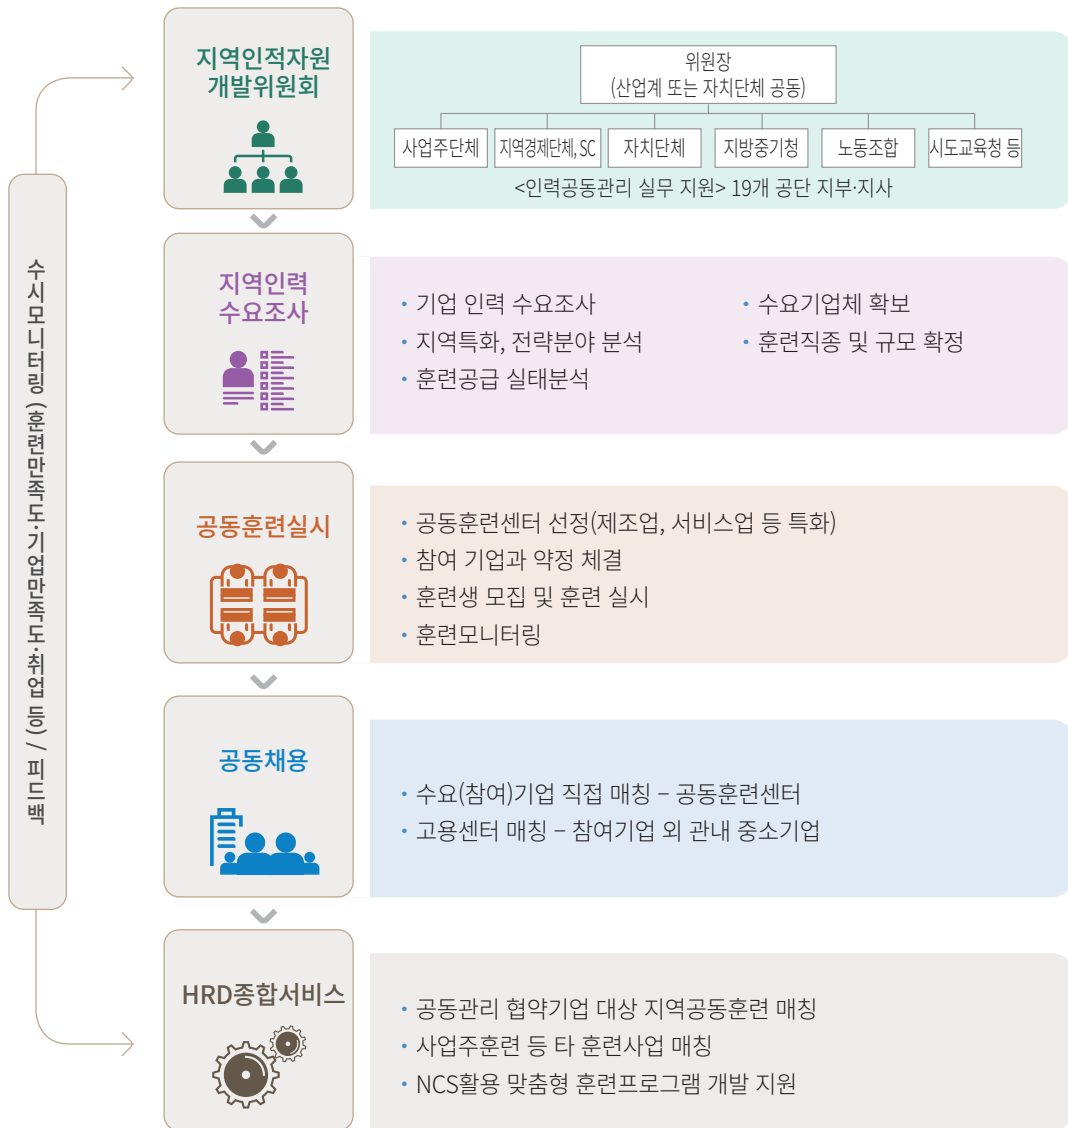 수시모니터링 (훈련만족도·기업만족도·취업 등) / 피드백
지역인적자원
개발위원회
위원장
(산업계 또는 자치단체 공동)
사업주단체
지역경제단체, SC
자치단체
지방중기청
노동조합
시도교육청 등
<인력공동관리 실무 지원> 19개 공단 지부·지사
지역인력
수요조사
• 기업 인력 수요조사
• 지역특화, 전략분야 분석
• 훈련공급 실태분석
• 수요기업체 확보
• 훈련직종 및 규모 확정
공동훈련실시
• 공동훈련센터 선정(제조업, 서비스업 등 특화)
• 참여 기업과 약정 체결
• 훈련생 모집 및 훈련 실시
• 훈련모니터링
공동채용
• 수요(참여)기업 직접 매칭 – 공동훈련센터
• 고용센터 매칭 – 참여기업 외 관내 중소기업
HRD종합서비스
• 공동관리 협약기업 대상 지역공동훈련 매칭
• 사업주훈련 등 타 훈련사업 매칭
• NCS활용 맞춤형 훈련프로그램 개발 지원